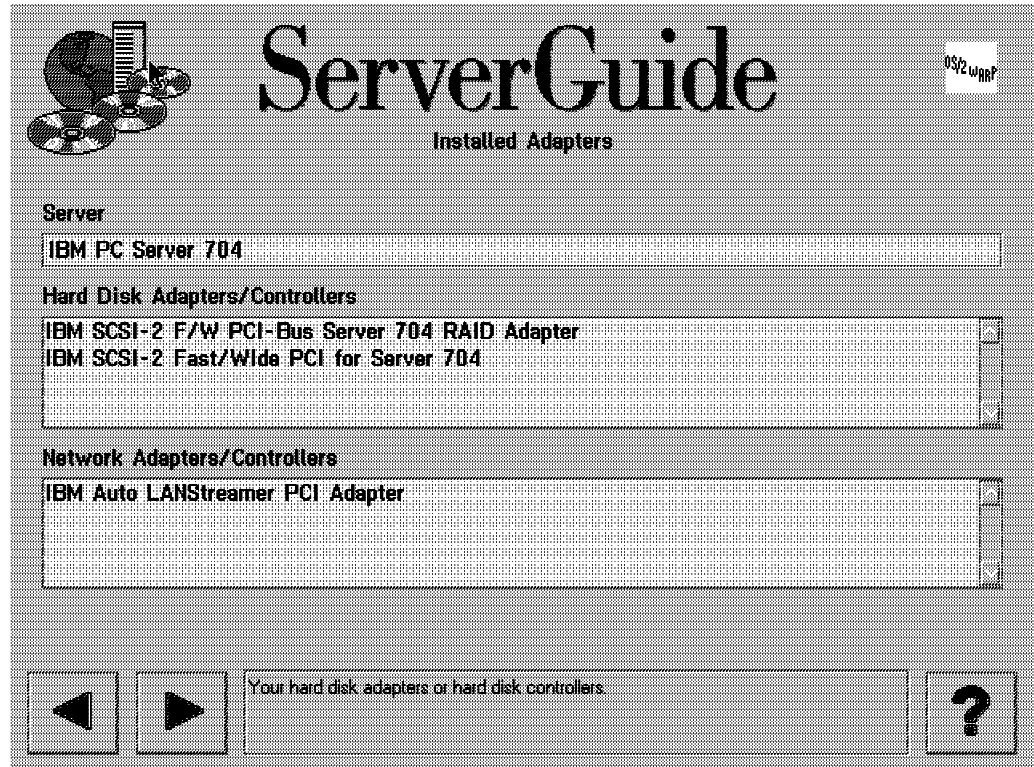 ServerGuide
OS/2 WARP
Installed Adapters
Server
IBM PC Server 704
Hard Disk Adapters/Controllers
IBM SCSI-2 F/W PCI-Bus Server 704 RAID Adapter
IBM SCSI-2 Fast/WIde PCI for Server 704
Network Adapters/Controllers
IBM Auto LANStreamer PCI Adapter
Your hard disk adapters or hard disk controllers.
?